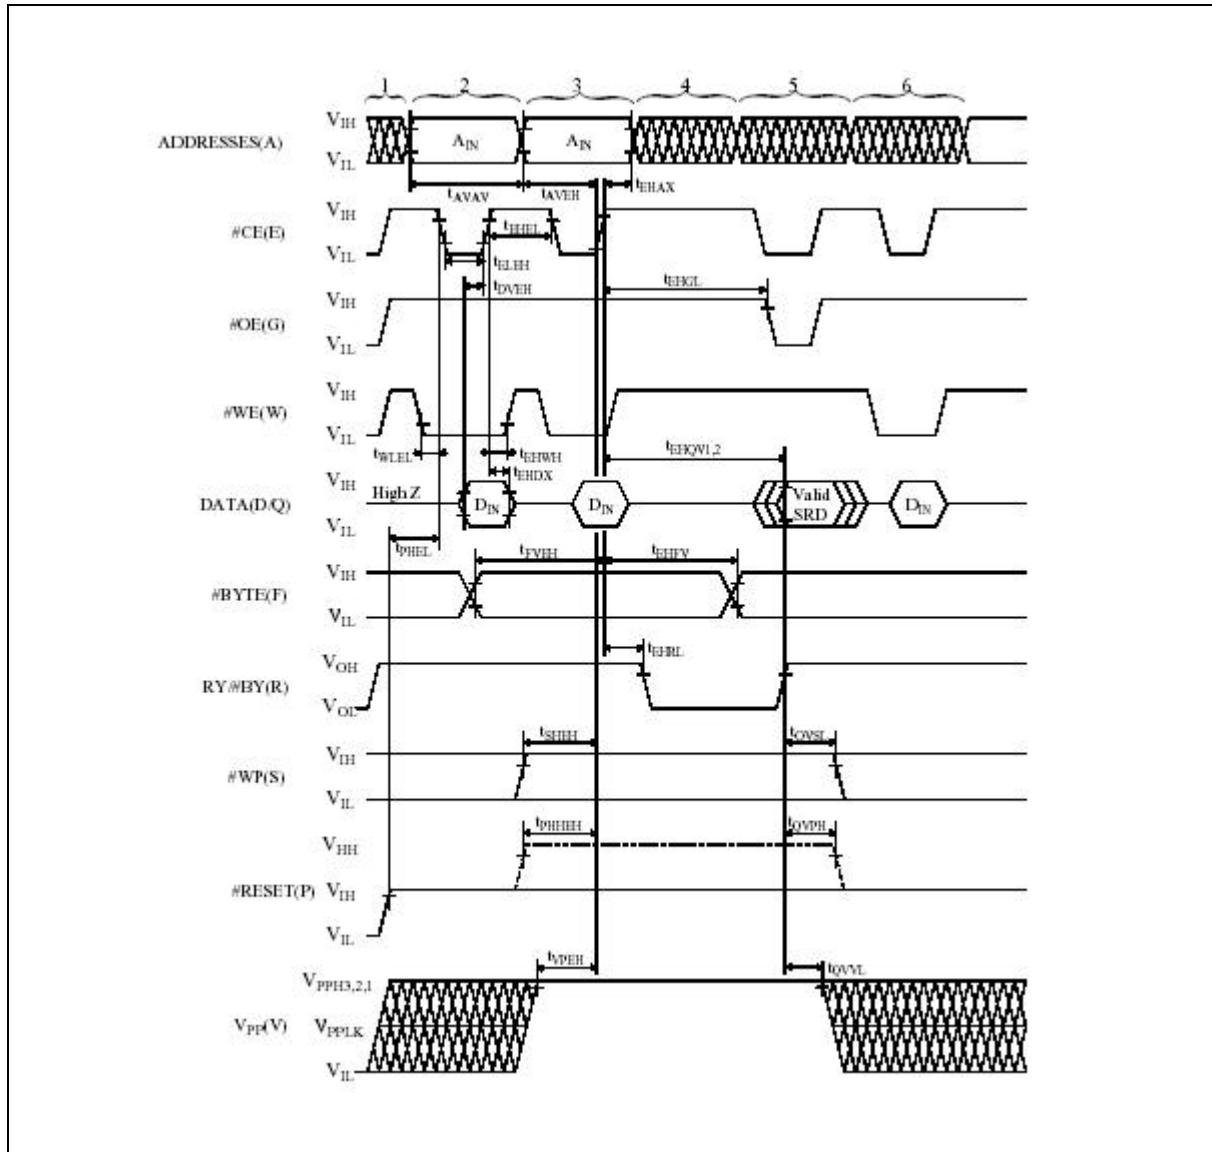 1 2 3 4 5 6
ADDRESSES(A) VIH AIN AIN
VIL
tAVAV tAVEH tEHAX
#CE(E) VIH tEHEL
VIL tELEH
tDVEH
tEHGL
#OE(G) VIH
VIL
#WE(W) VIH
VIL
tWLEL tEHWH tEHQV1,2
tEHDX
DATA(D/Q) VIH High Z DIN DIN Valid SRD DIN
VIL
tPHEL tFVEH tEHFV
#BYTE(F) VIH
VIL
tEHRL
RY/#BY(R) VOH
VOL
tSHEH tQVSL
#WP(S) VIH
VIL
tPHHEH tQVPH
VHH
#RESET(P) VIH
VIL
tVPEH tQVVL
VPPH3,2,1
VPP(V) VPPLK
VIL